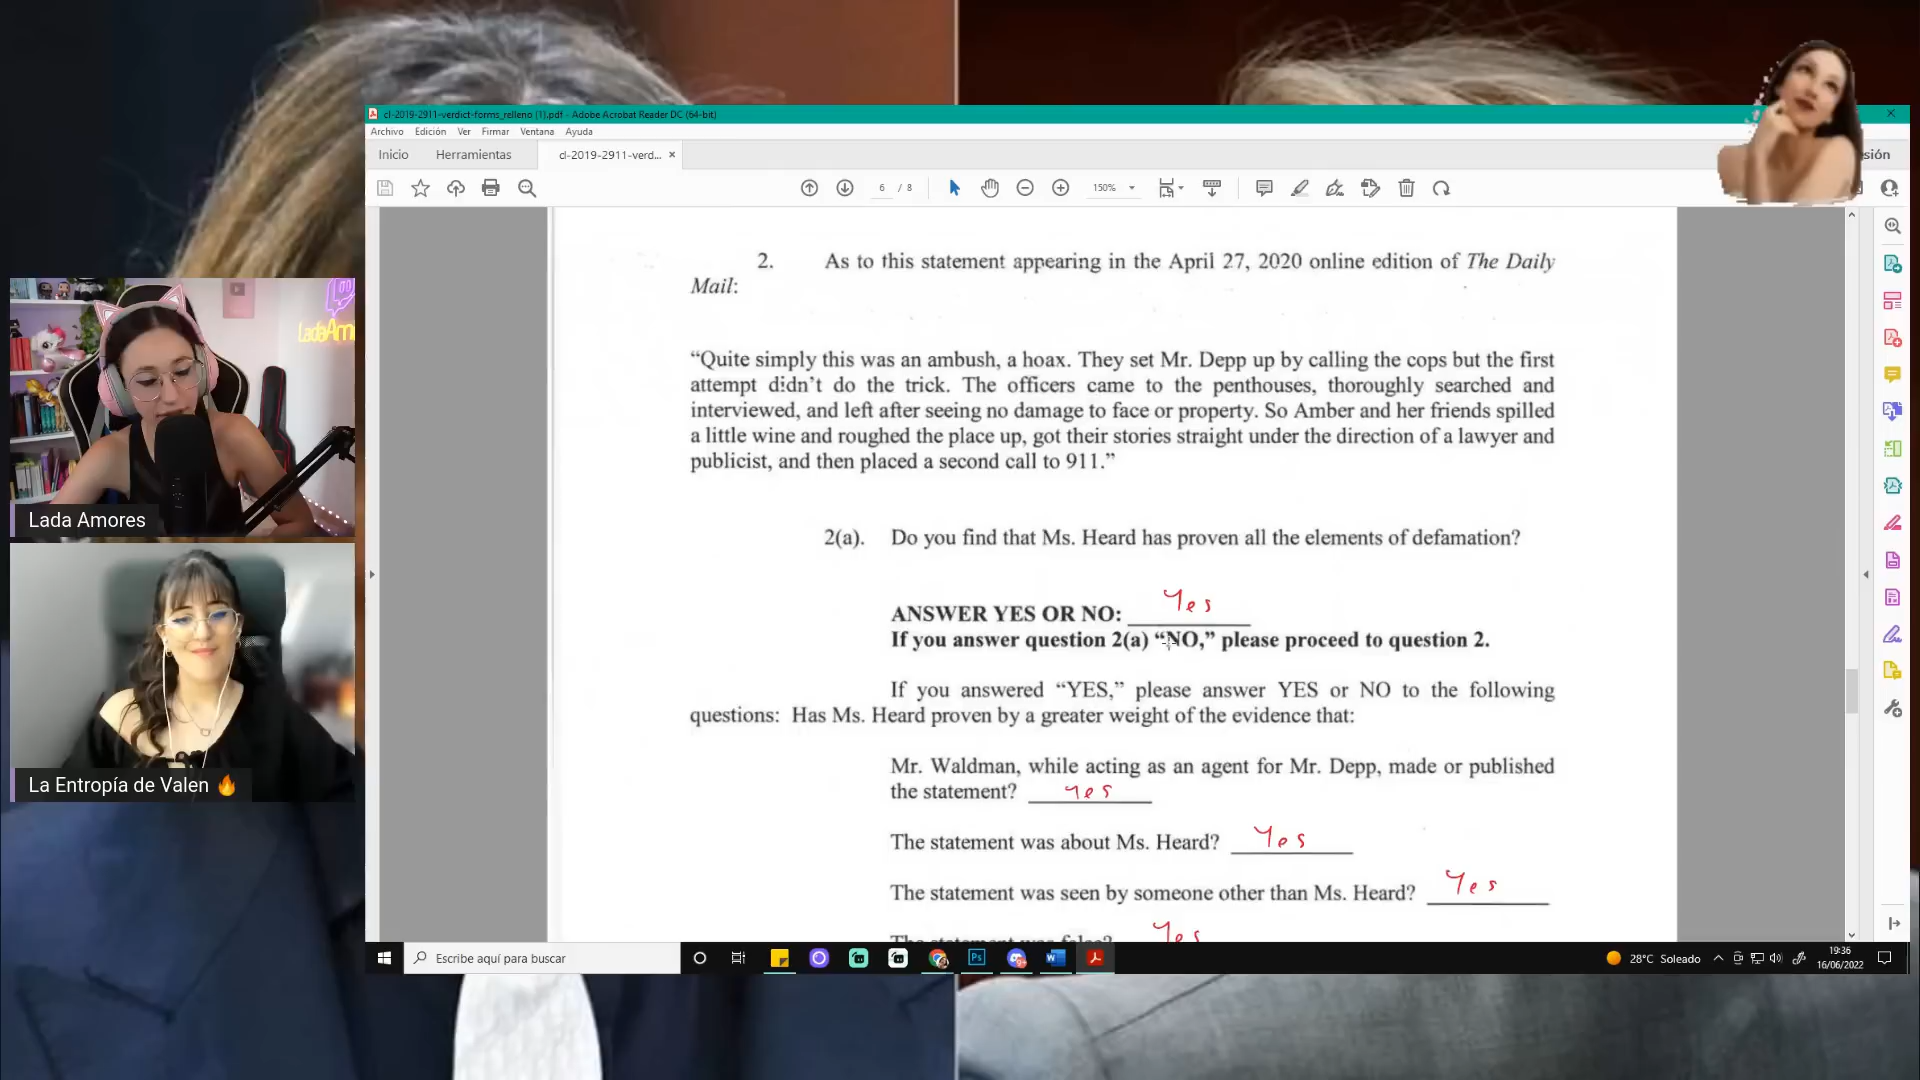 cl-2019-2911-verdict-forms_relleno (1).pdf - Adobe Acrobat Reader DC (64-bit)
Archivo Edición Ver Firmar Ventana Ayuda
Inicio Herramientas cl-2019-2911-verd... × sión
6 / 8 150%
2. As to this statement appearing in the April 27, 2020 online edition of The Daily
Mail:
“Quite simply this was an ambush, a hoax. They set Mr. Depp up by calling the cops but the first
attempt didn’t do the trick. The officers came to the penthouses, thoroughly searched and
interviewed, and left after seeing no damage to face or property. So Amber and her friends spilled
a little wine and roughed the place up, got their stories straight under the direction of a lawyer and
publicist, and then placed a second call to 911.”
2(a). Do you find that Ms. Heard has proven all the elements of defamation?
ANSWER YES OR NO: Yes
If you answer question 2(a) “NO,” please proceed to question 2.
If you answered “YES,” please answer YES or NO to the following
questions: Has Ms. Heard proven by a greater weight of the evidence that:
Mr. Waldman, while acting as an agent for Mr. Depp, made or published
the statement? Yes
The statement was about Ms. Heard? Yes
The statement was seen by someone other than Ms. Heard? Yes
The statement was false? Yes
LadaAm
Lada Amores
La Entropía de Valen 🔥
Escribe aquí para buscar
Ps
28°C Soleado
19:36
16/06/2022